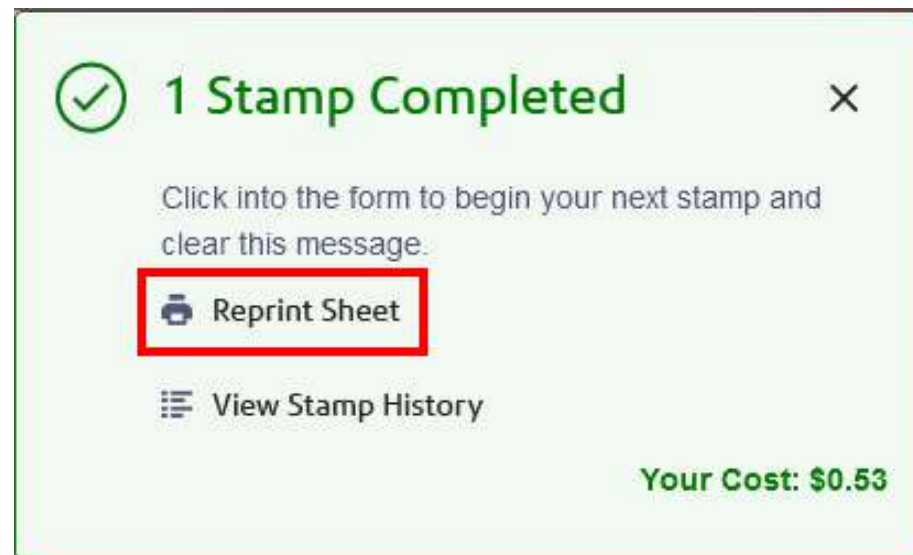 1 Stamp Completed
Click into the form to begin your next stamp and
clear this message.
Reprint Sheet
View Stamp History
Your Cost: $0.53